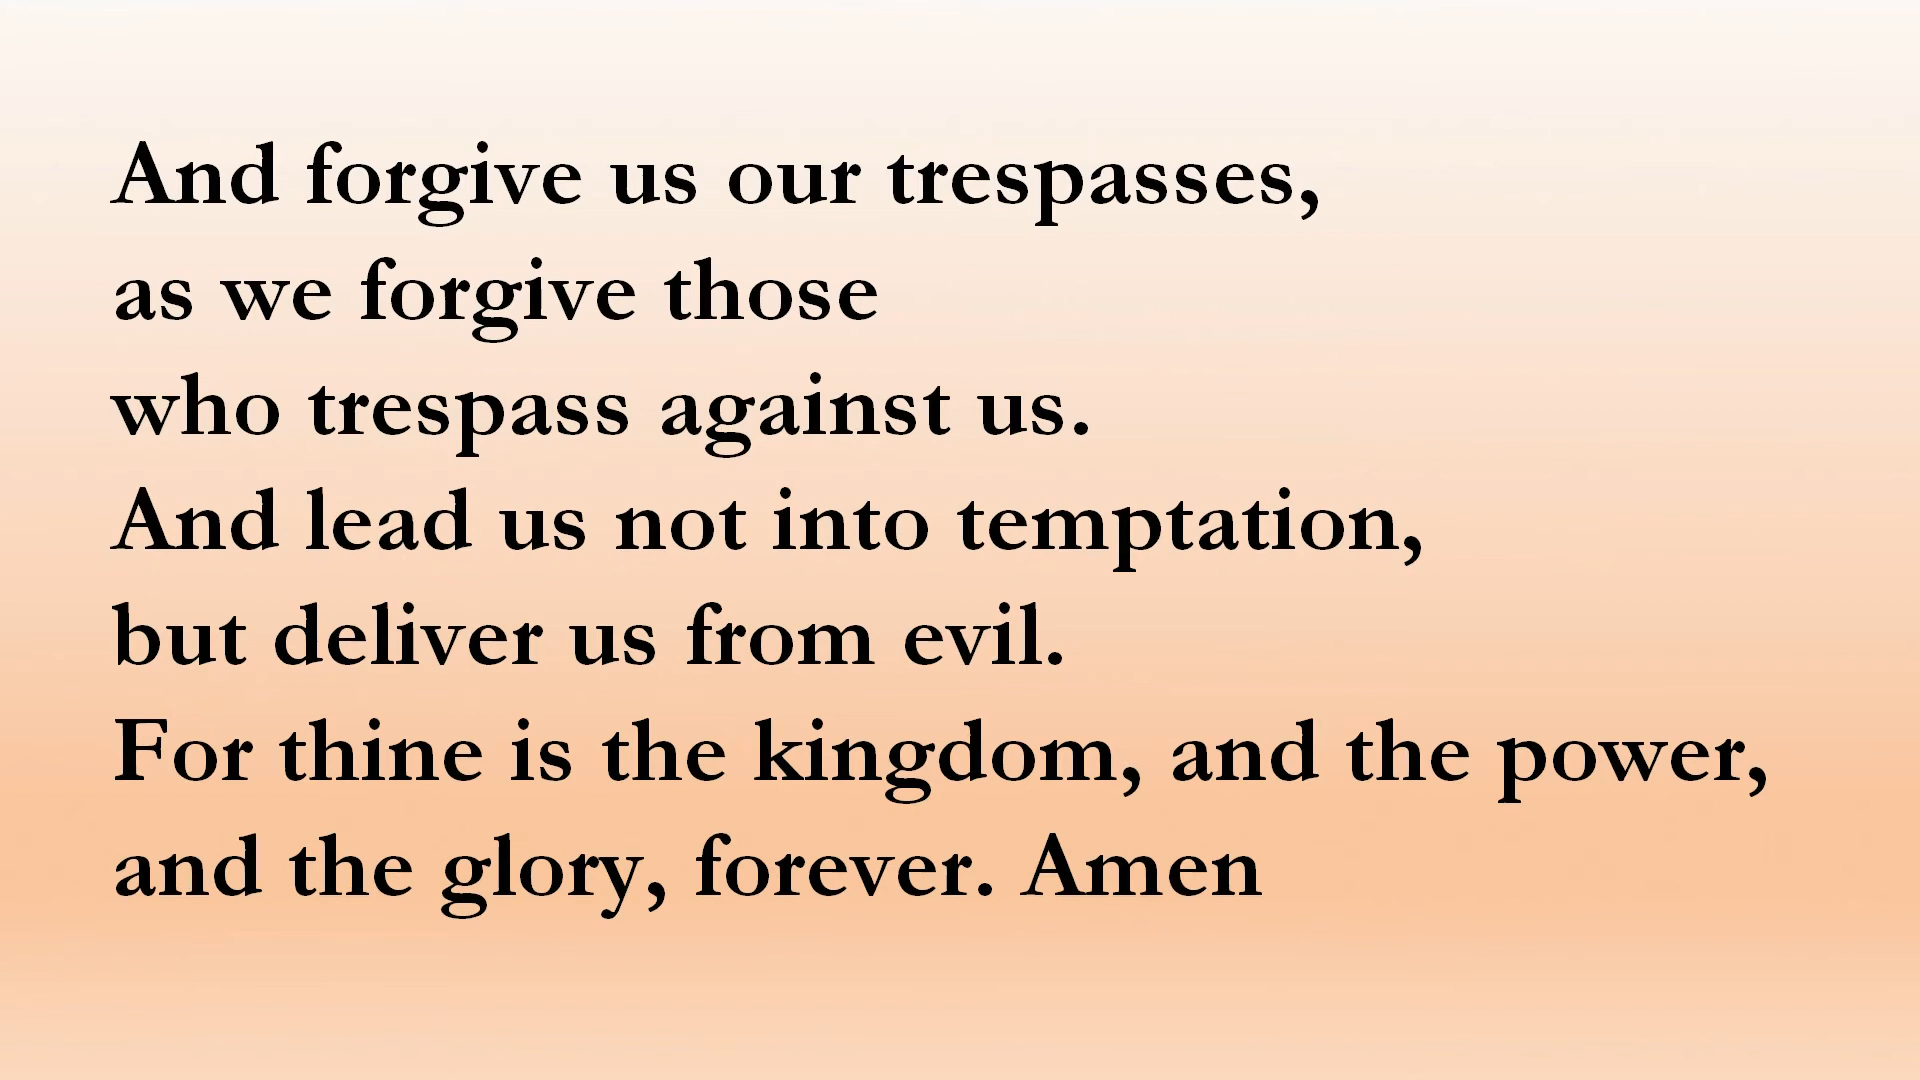 And forgive us our trespasses,
as we forgive those
who trespass against us.
And lead us not into temptation,
but deliver us from evil.
For thine is the kingdom, and the power,
and the glory, forever. Amen